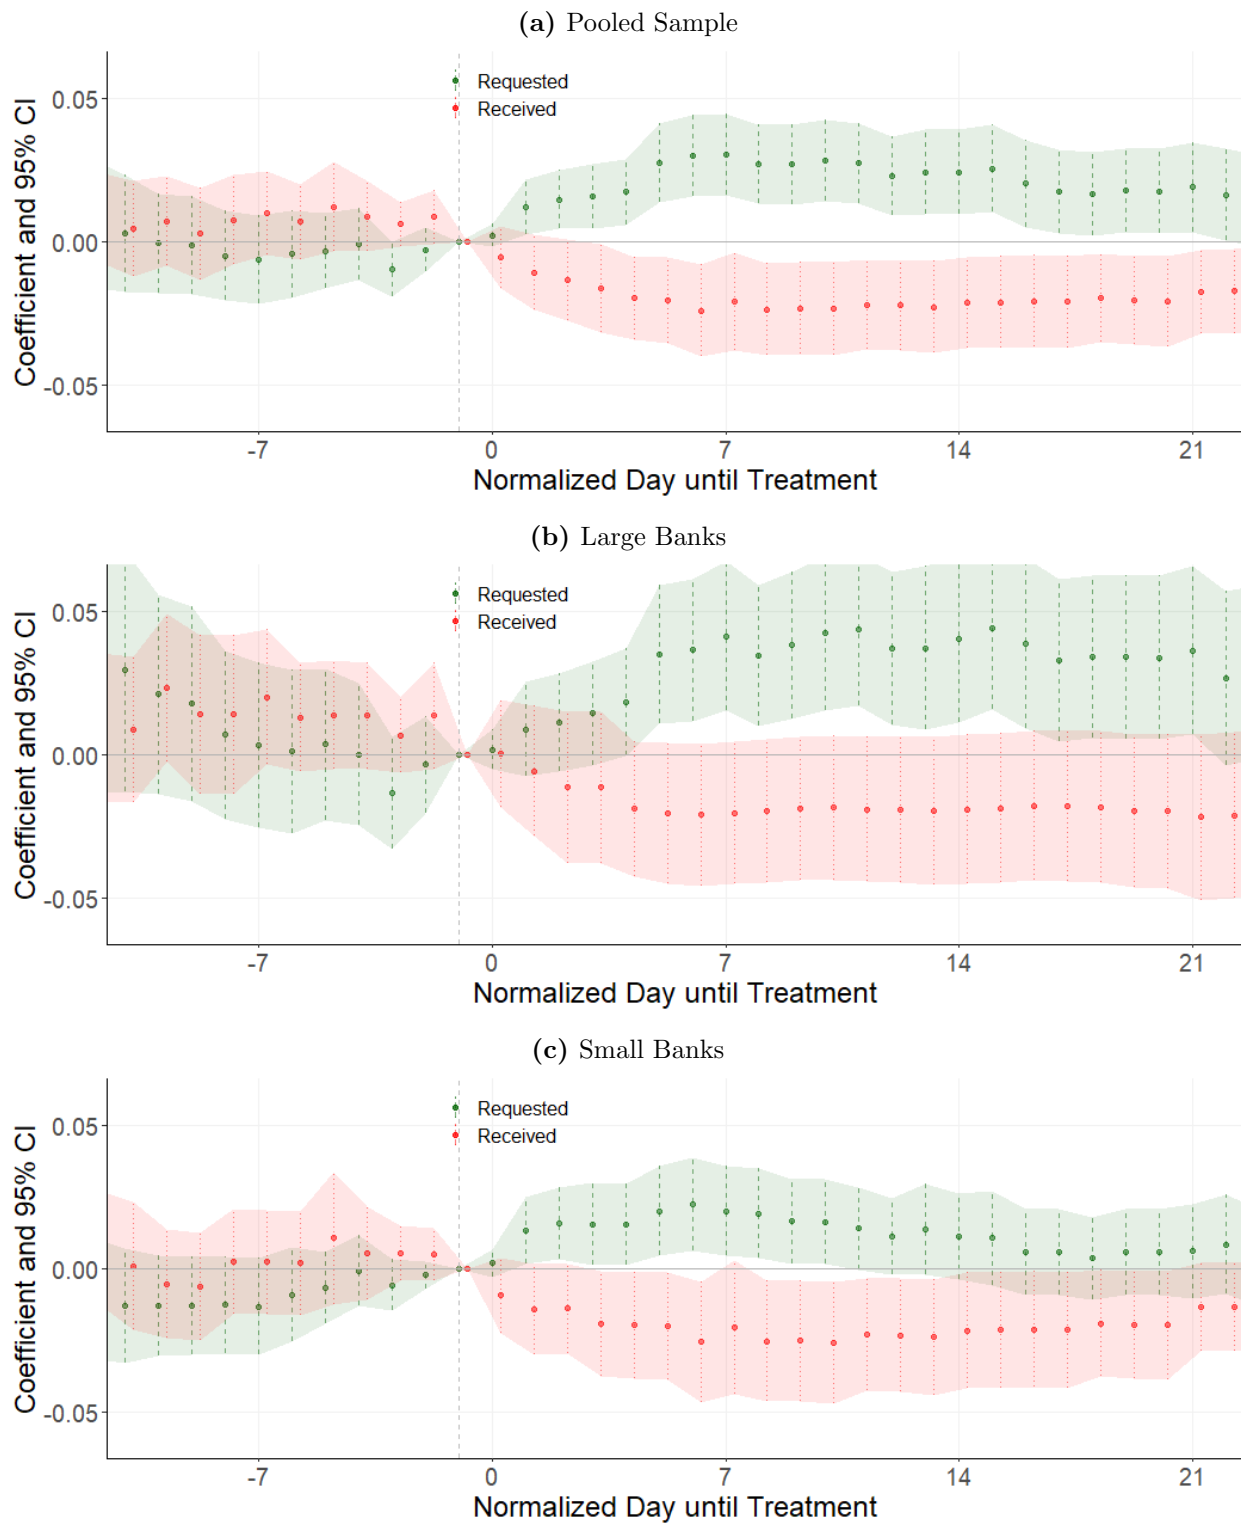 (a) Pooled Sample
Requested
Received
0.05
0.00
-0.05
Coefficient and 95% CI
-7 0 7 14 21
Normalized Day until Treatment
(b) Large Banks
Requested
Received
0.05
0.00
-0.05
Coefficient and 95% CI
-7 0 7 14 21
Normalized Day until Treatment
(c) Small Banks
Requested
Received
0.05
0.00
-0.05
Coefficient and 95% CI
-7 0 7 14 21
Normalized Day until Treatment